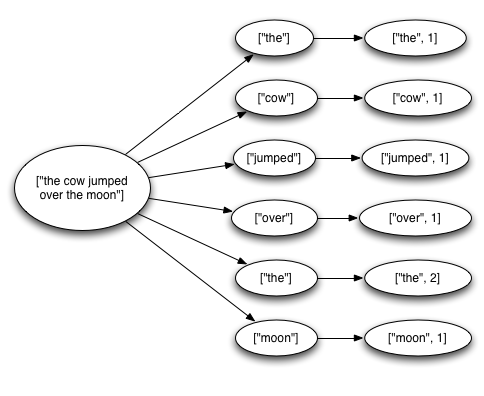 ["the"]
["the", 1]
["cow"]
["cow", 1]
["jumped"]
["jumped", 1]
["the cow jumped
over the moon"]
["over"]
["over", 1]
["the"]
["the", 2]
["moon"]
["moon", 1]